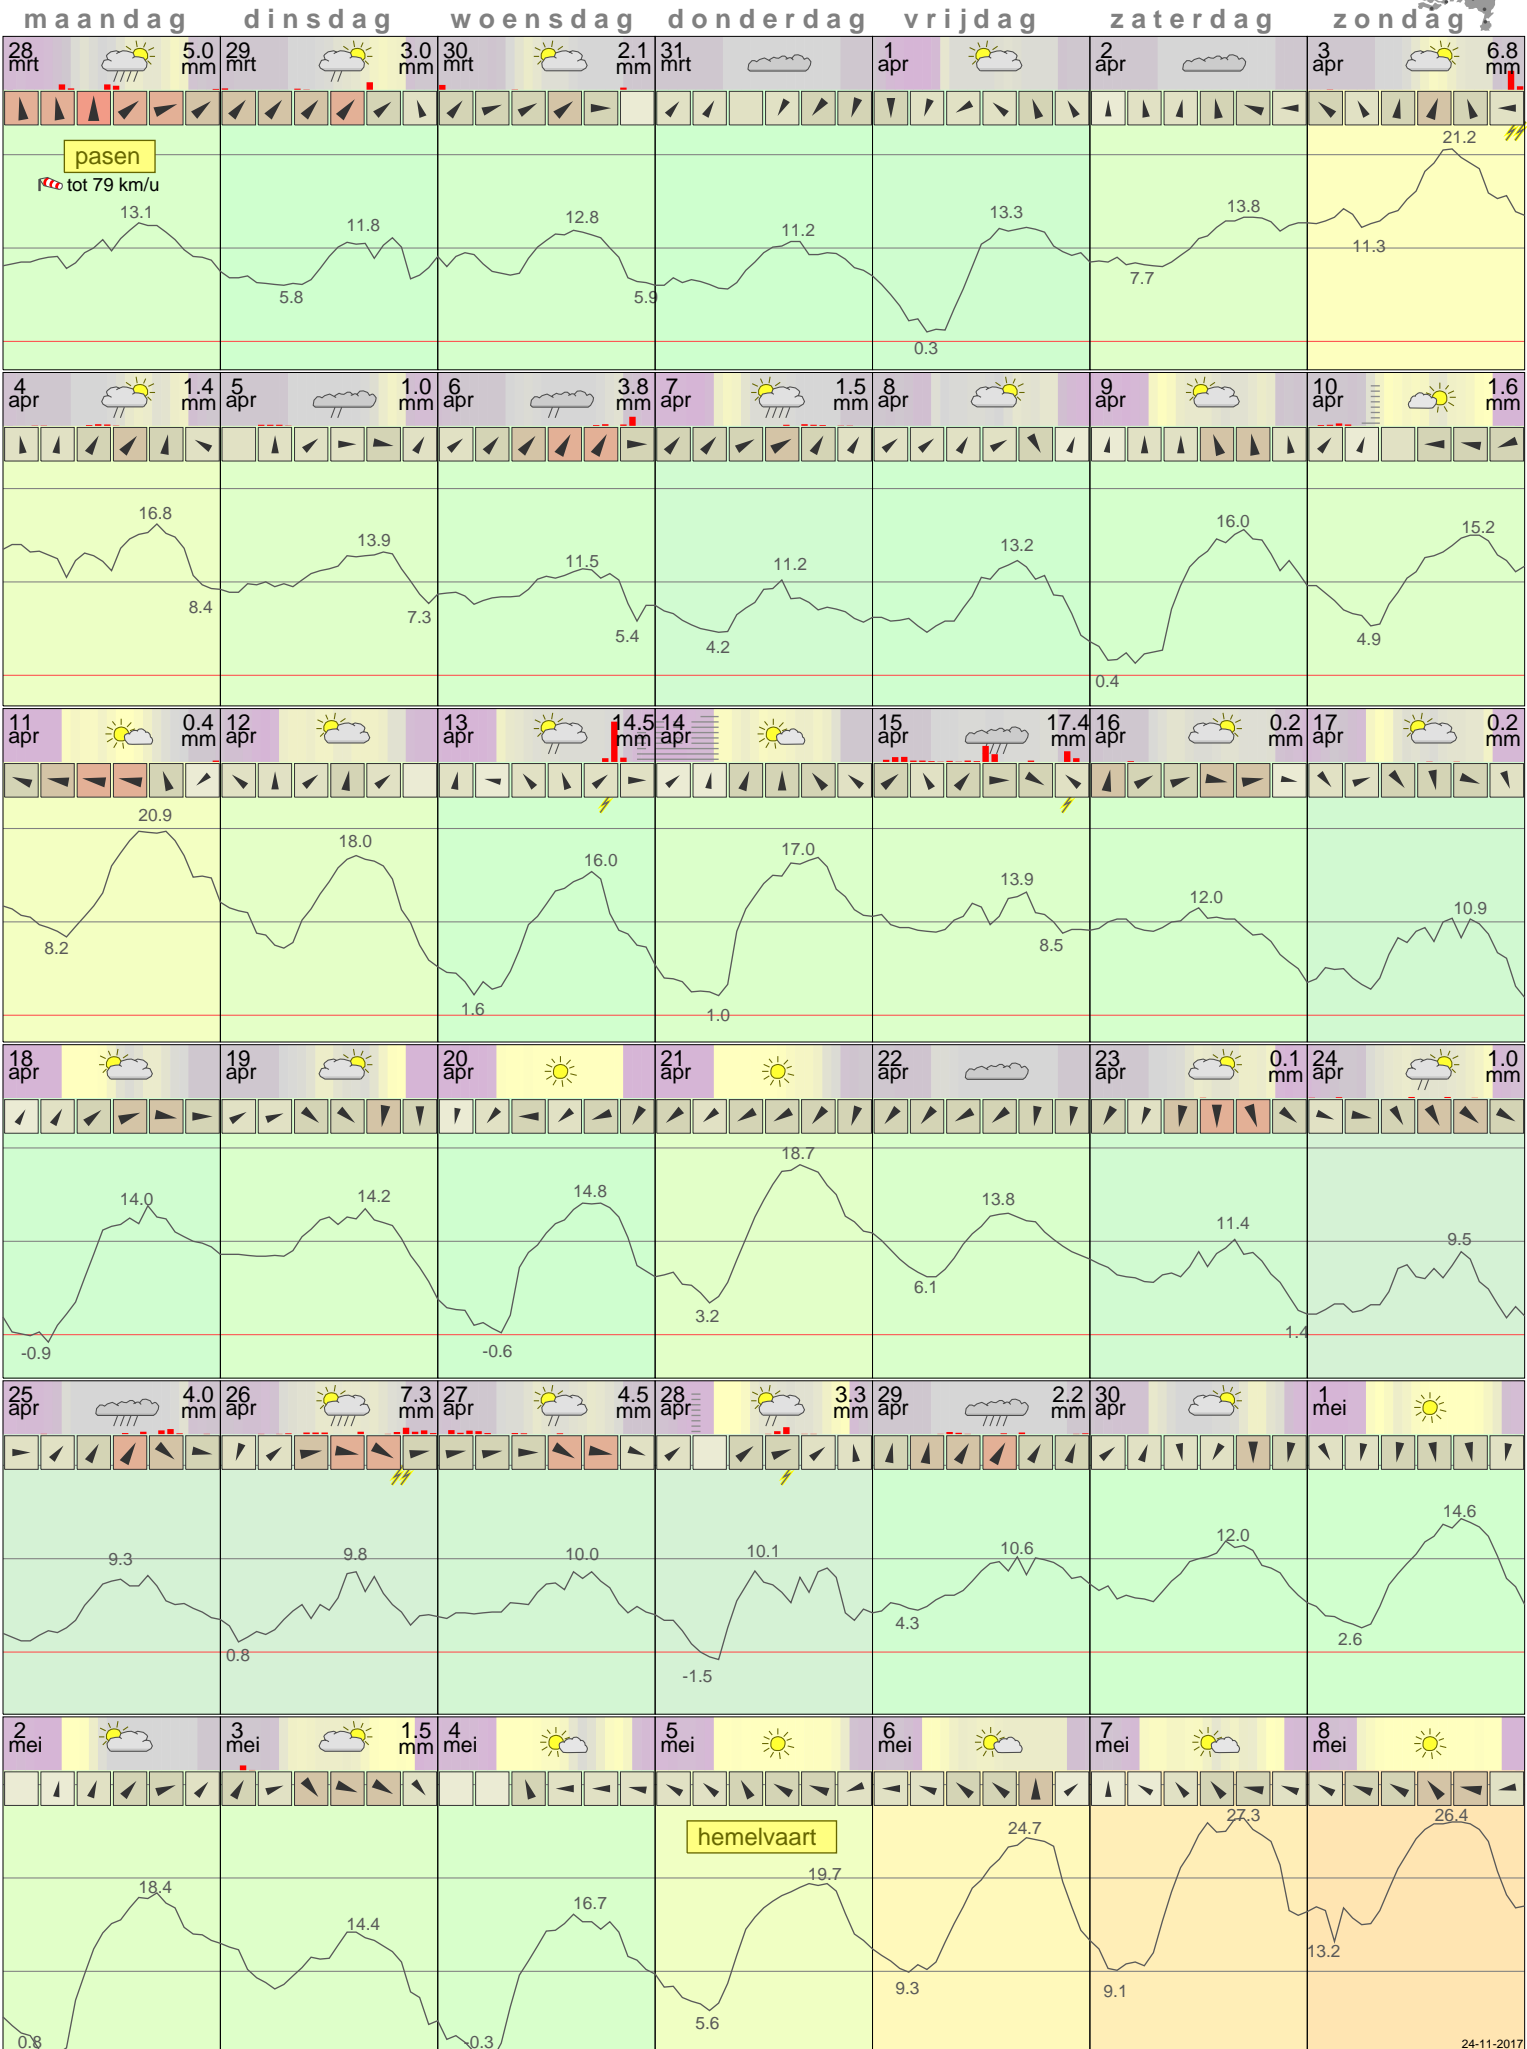 maandag dinsdag woensdag donderdag vrijdag zaterdag zondag
28 mrt 5.0 mm 29 mrt 3.0 mm 30 mrt 2.1 mm 31 mrt 1 apr 2 apr 3 apr 6.8 mm
pasen
tot 79 km/u
13.1 5.8 11.8 12.8 5.9 11.2 0.3 13.3 7.7 13.8 11.3 21.2
4 apr 1.4 mm 5 apr 1.0 mm 6 apr 3.8 mm 7 apr 1.5 mm 8 apr 9 apr 10 apr 1.6 mm
16.8 8.4 13.9 7.3 11.5 5.4 4.2 11.2 13.2 0.4 16.0 4.9 15.2
11 apr 0.4 mm 12 apr 13 apr 14.5 mm 14 apr 15 apr 17.4 mm 16 apr 0.2 mm 17 apr 0.2 mm
8.2 20.9 18.0 1.6 16.0 1.0 17.0 13.9 8.5 12.0 10.9
18 apr 19 apr 20 apr 21 apr 22 apr 23 apr 0.1 mm 24 apr 1.0 mm
-0.9 14.0 14.2 -0.6 14.8 3.2 18.7 6.1 13.8 11.4 1.4 9.5
25 apr 4.0 mm 26 apr 7.3 mm 27 apr 4.5 mm 28 apr 3.3 mm 29 apr 2.2 mm 30 apr 1 mei
9.3 0.8 9.8 10.0 -1.5 10.1 4.3 10.6 12.0 2.6 14.6
2 mei 3 mei 1.5 mm 4 mei 5 mei 6 mei 7 mei 8 mei
hemelvaart
0.8 18.4 14.4 -0.3 16.7 5.6 19.7 9.3 24.7 9.1 27.3 13.2 26.4
24-11-2017